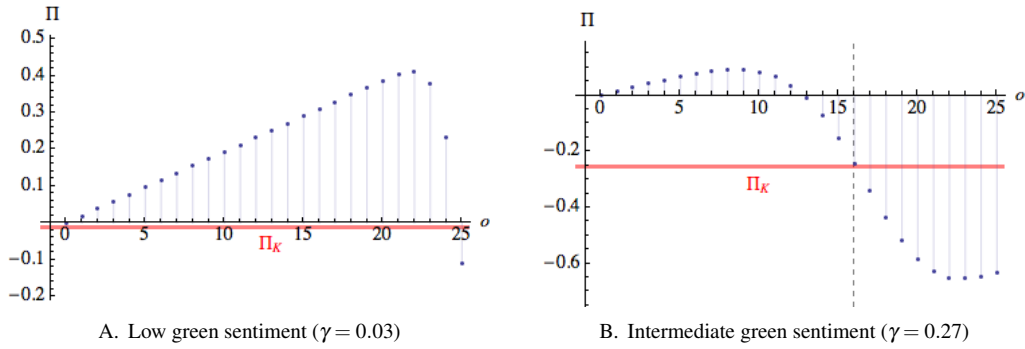 Π
0.5
0.4
0.3
0.2
0.1
−0.1
−0.2
0 5 10 15 20 25 o
Π_K
A. Low green sentiment (γ = 0.03)
Π
−0.2
−0.4
−0.6
0 5 10 15 20 25 o
Π_K
B. Intermediate green sentiment (γ = 0.27)